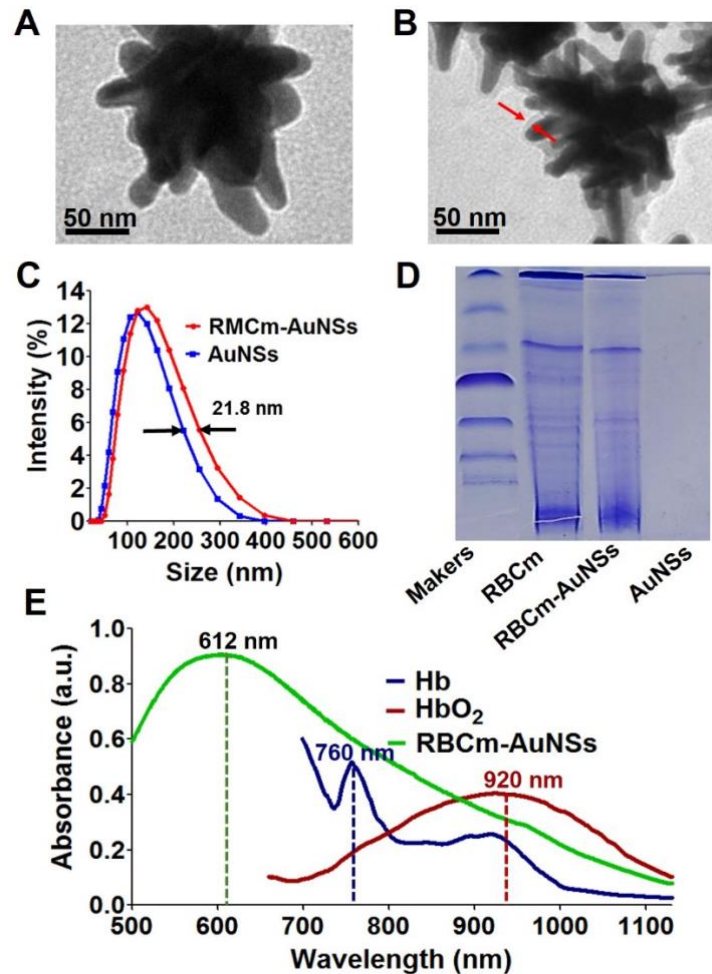 A
50 nm
B
50 nm
C
Intensity (%)
14
12
10
8
6
4
2
0
RMCm-AuNSs
AuNSs
21.8 nm
100 200 300 400 500 600
Size (nm)
D
Makers
RBCm
RBCm-AuNSs
AuNSs
E
Absorbance (a.u.)
1.0
0.8
0.6
0.4
0.2
0.0
612 nm
Hb
HbO₂
RBCm-AuNSs
760 nm
920 nm
500 600 700 800 900 1000 1100
Wavelength (nm)